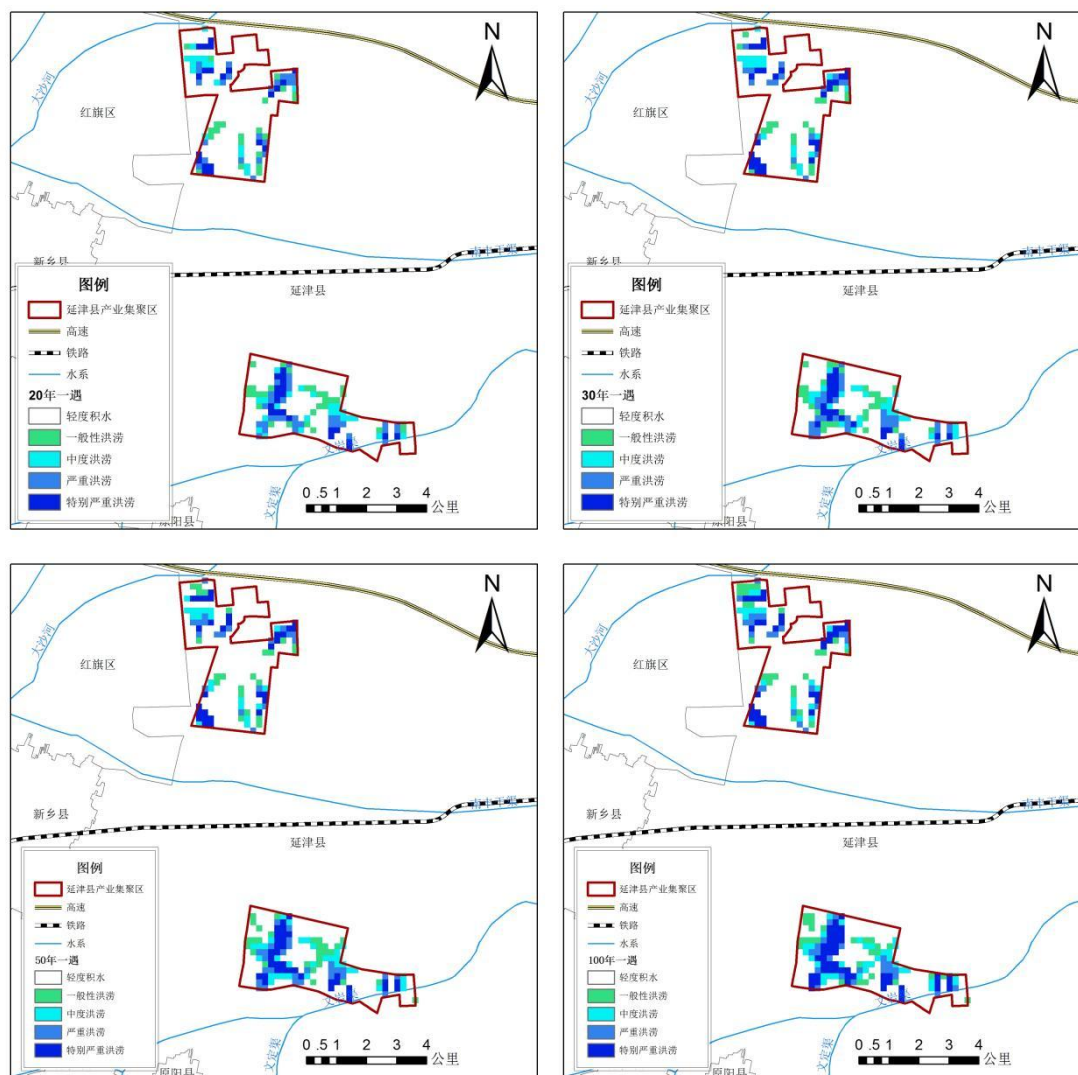 N
大沙河
红旗区
新乡县
延津县
图例
延津县产业集聚区
高速
铁路
水系
20年一遇
轻度积水
一般性洪涝
中度洪涝
严重洪涝
特别严重洪涝
文岩渠
文定渠
原阳县
0 .5 1 2 3 4
公里
N
大沙河
红旗区
新乡县
延津县
图例
延津县产业集聚区
高速
铁路
水系
30年一遇
轻度积水
一般性洪涝
中度洪涝
严重洪涝
特别严重洪涝
文岩渠
文定渠
原阳县
0 .5 1 2 3 4
公里
N
大沙河
红旗区
新乡县
延津县
图例
延津县产业集聚区
高速
铁路
水系
50年一遇
轻度积水
一般性洪涝
中度洪涝
严重洪涝
特别严重洪涝
文岩渠
文定渠
原阳县
0 .5 1 2 3 4
公里
N
大沙河
红旗区
新乡县
延津县
图例
延津县产业集聚区
高速
铁路
水系
100年一遇
轻度积水
一般性洪涝
中度洪涝
严重洪涝
特别严重洪涝
文岩渠
文定渠
原阳县
0 .5 1 2 3 4
公里